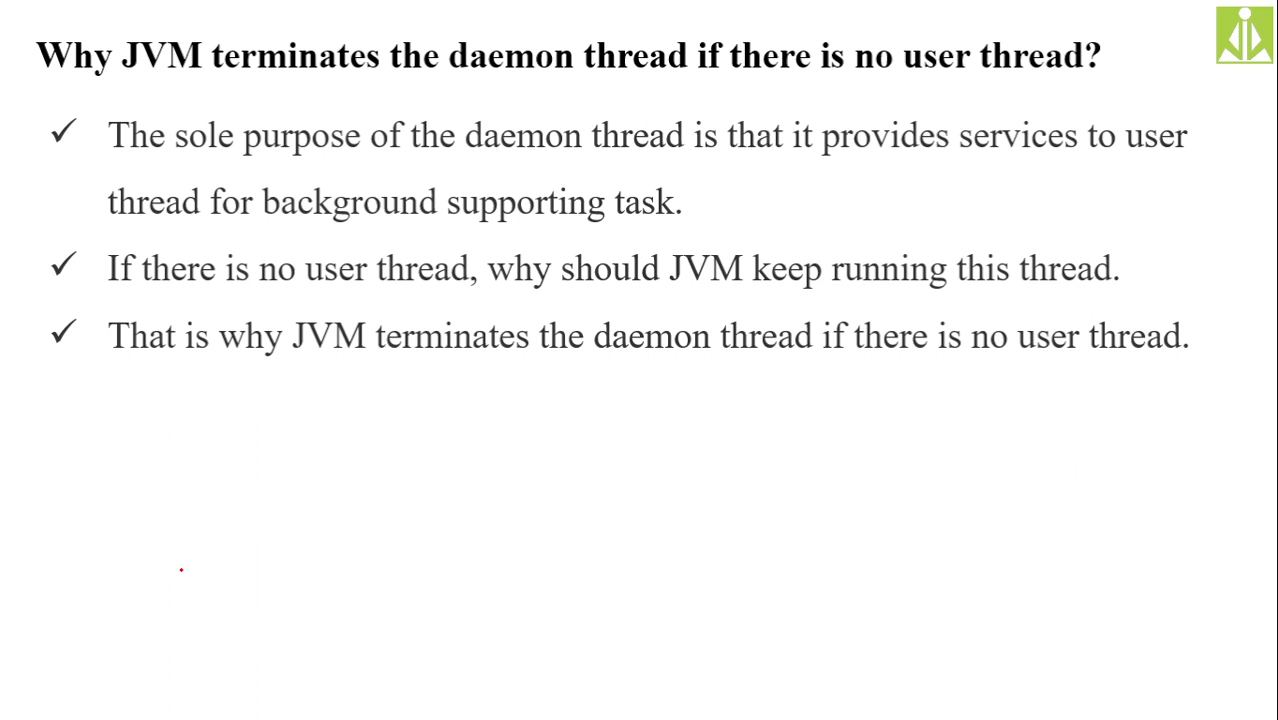 Why JVM terminates the daemon thread if there is no user thread?
✓ The sole purpose of the daemon thread is that it provides services to user
thread for background supporting task.
✓ If there is no user thread, why should JVM keep running this thread.
✓ That is why JVM terminates the daemon thread if there is no user thread.